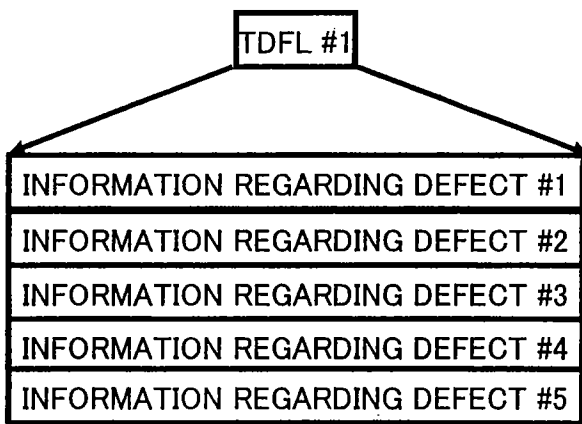 TDFL #1
INFORMATION REGARDING DEFECT #1
INFORMATION REGARDING DEFECT #2
INFORMATION REGARDING DEFECT #3
INFORMATION REGARDING DEFECT #4
INFORMATION REGARDING DEFECT #5